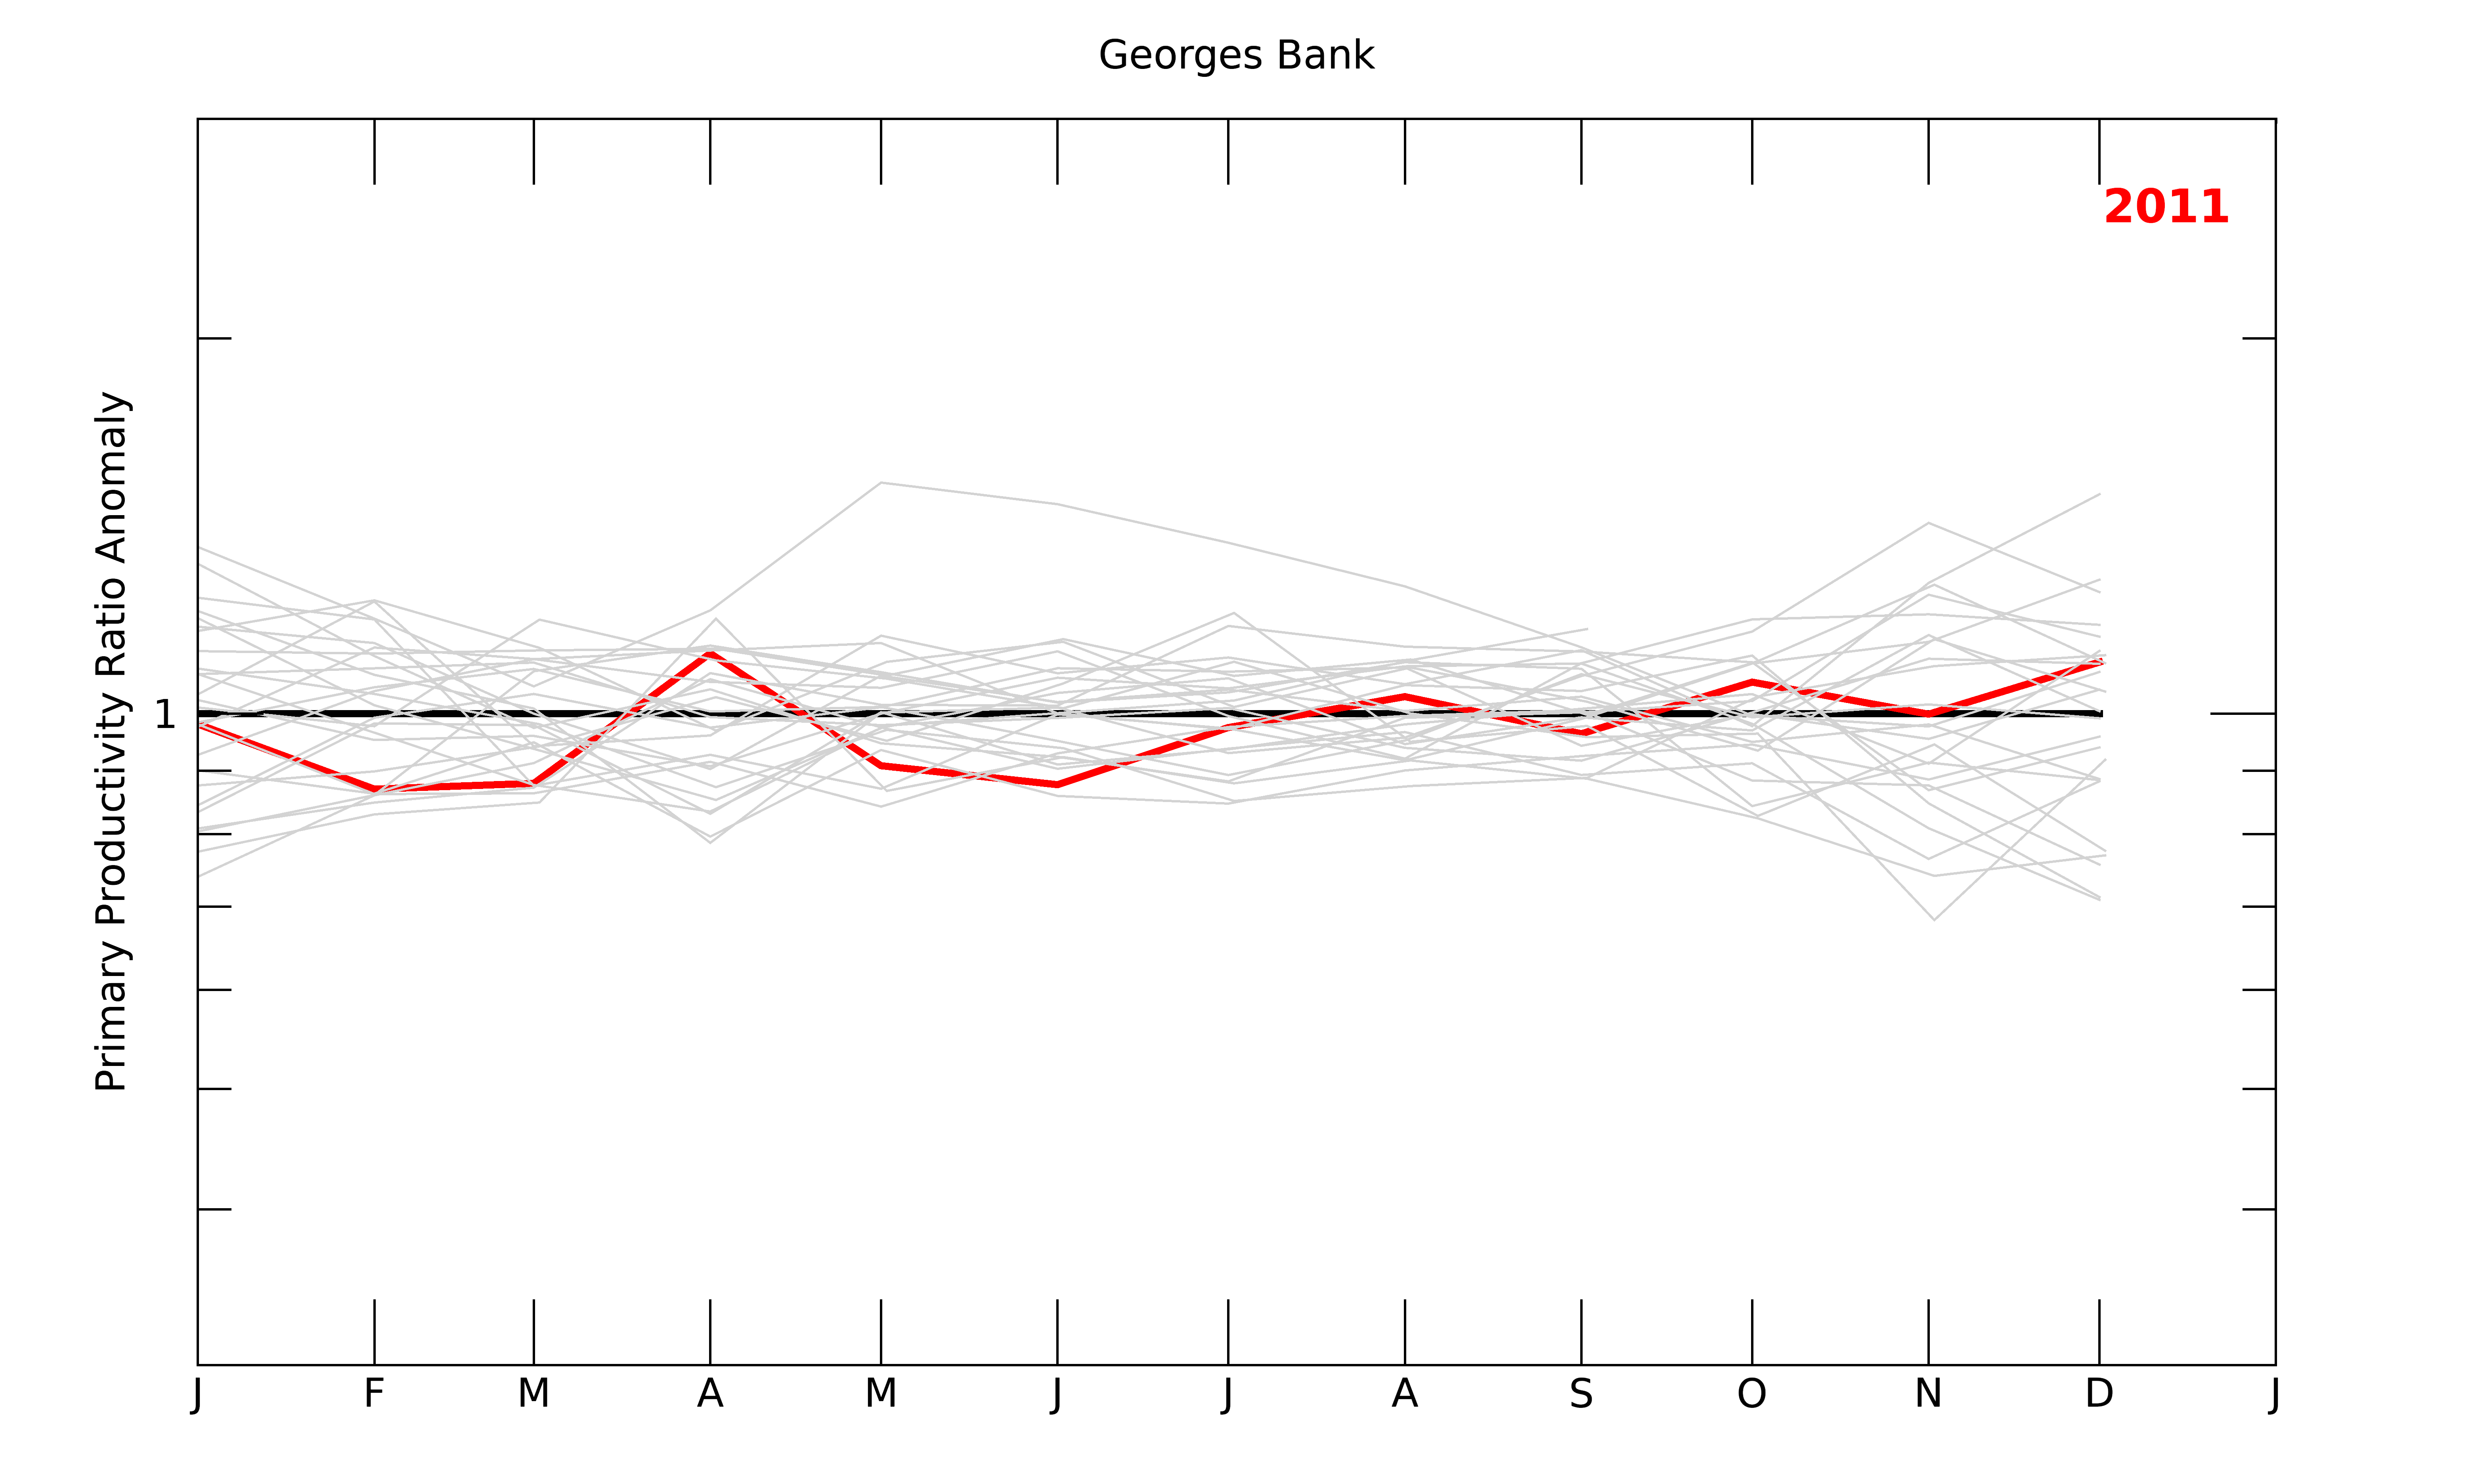 Georges Bank
2011
Primary Productivity Ratio Anomaly
1
J F M A M J J A S O N D J